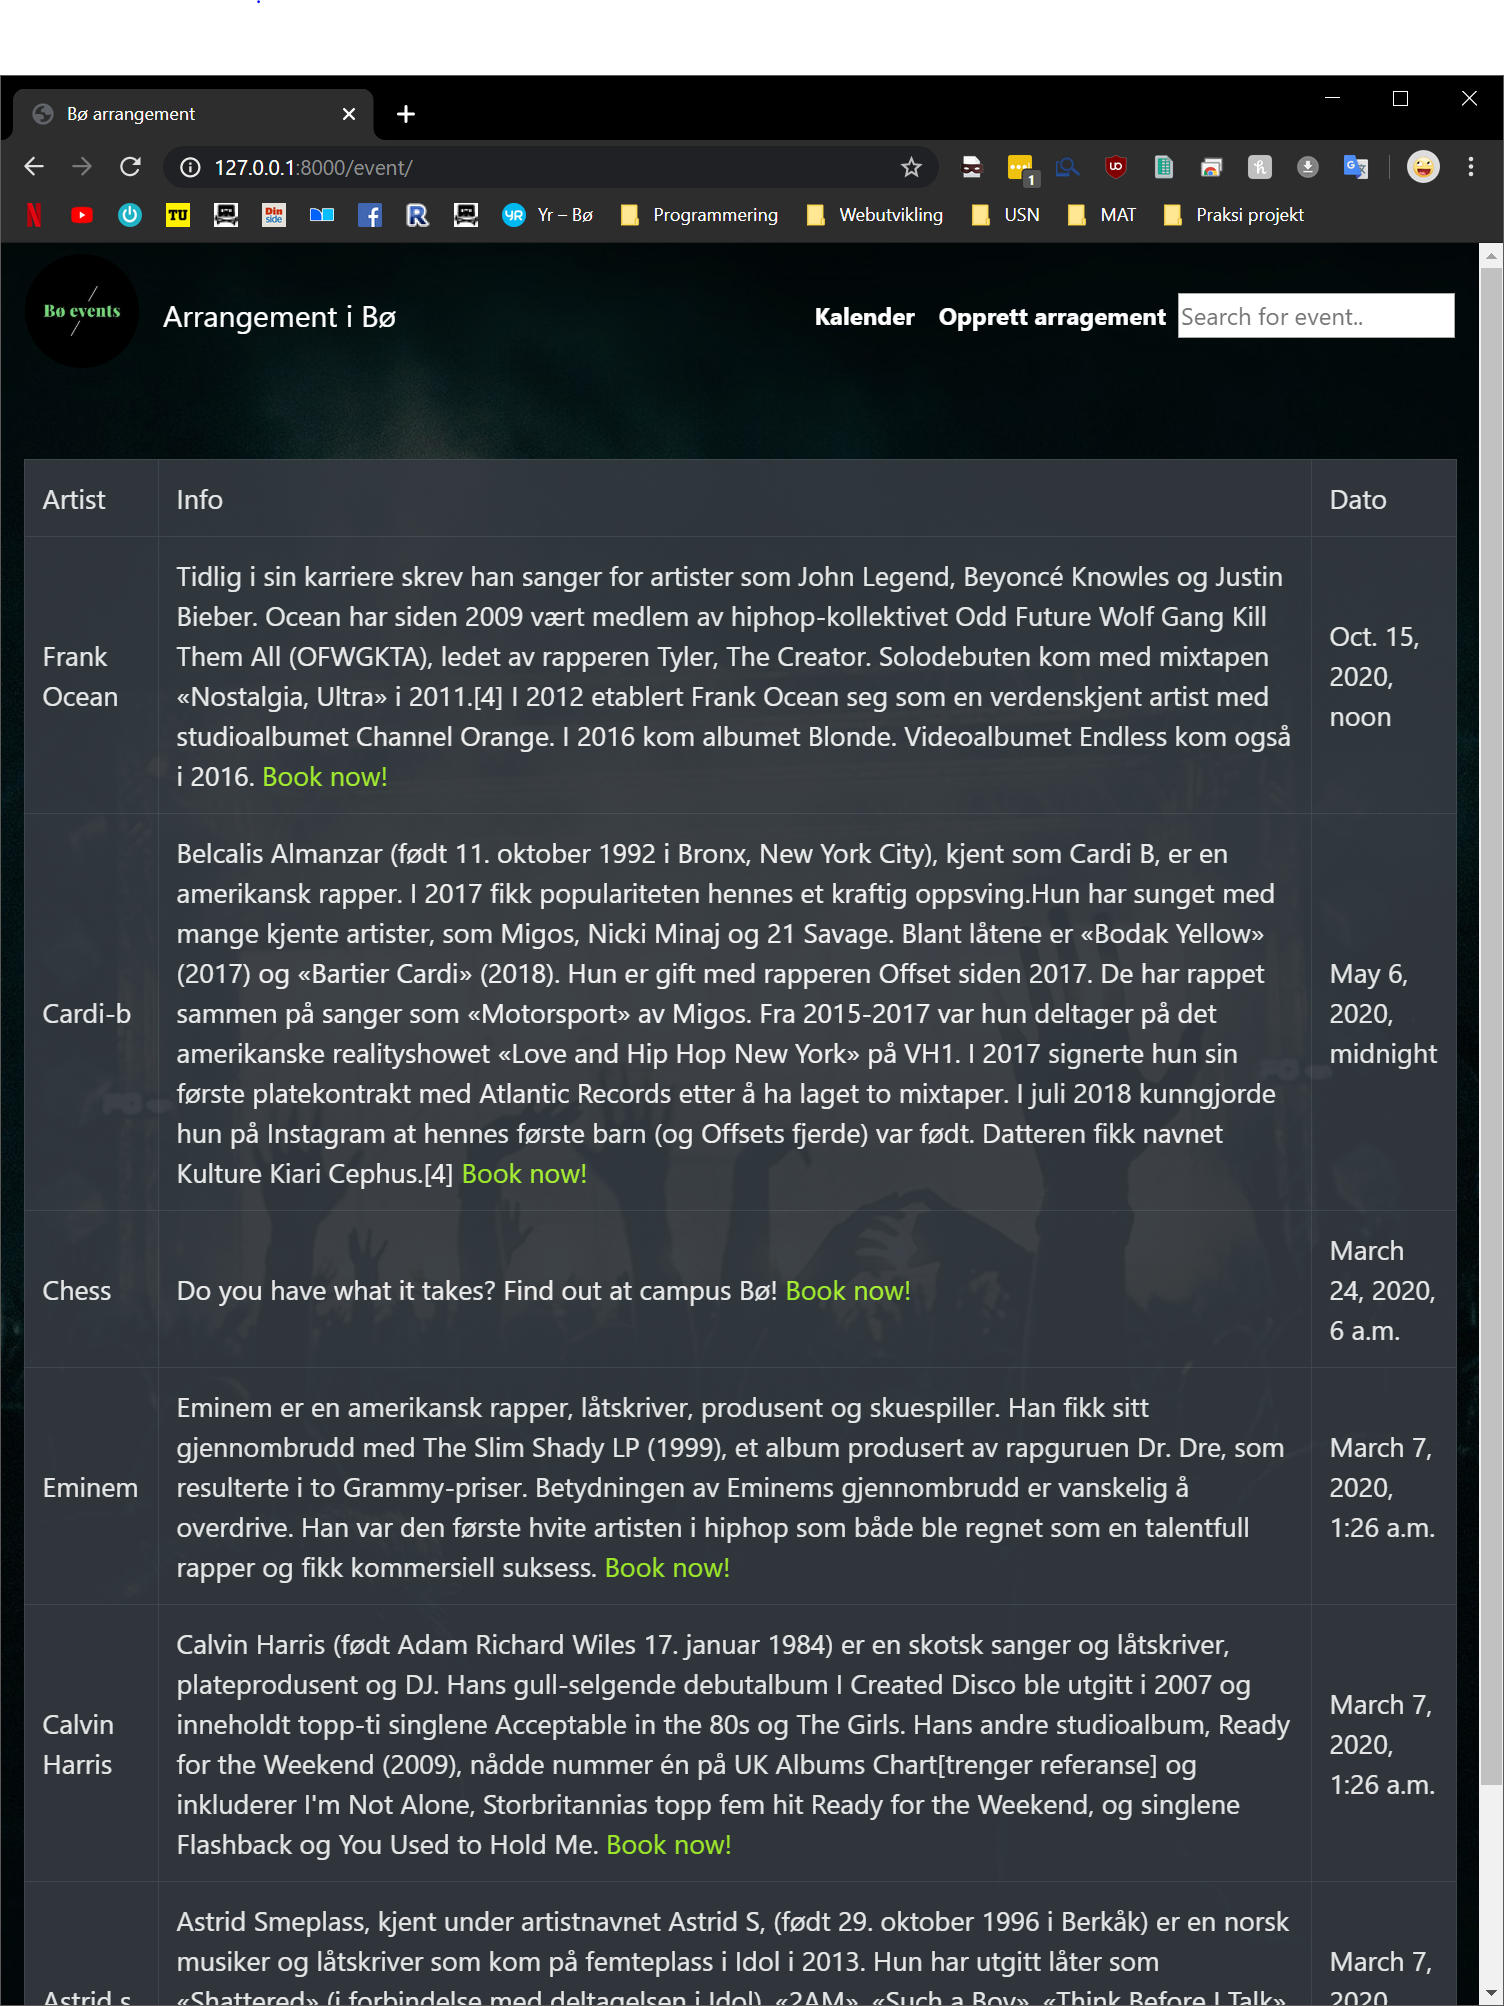 Bø arrangement
127.0.0.1:8000/event/
1
TU
Din
side
YR
Yr – Bø
Programmering
Webutvikling
USN
MAT
Praksi projekt
Bø events
Arrangement i Bø
Kalender
Opprett arragement
Search for event..
Artist
Info
Dato
Frank
Ocean
Tidlig i sin karriere skrev han sanger for artister som John Legend, Beyoncé Knowles og Justin
Bieber. Ocean har siden 2009 vært medlem av hiphop-kollektivet Odd Future Wolf Gang Kill
Them All (OFWGKTA), ledet av rapperen Tyler, The Creator. Solodebuten kom med mixtapen
«Nostalgia, Ultra» i 2011.[4] I 2012 etablert Frank Ocean seg som en verdenskjent artist med
studioalbumet Channel Orange. I 2016 kom albumet Blonde. Videoalbumet Endless kom også
i 2016. Book now!
Oct. 15,
2020,
noon
Cardi-b
Belcalis Almanzar (født 11. oktober 1992 i Bronx, New York City), kjent som Cardi B, er en
amerikansk rapper. I 2017 fikk populariteten hennes et kraftig oppsving.Hun har sunget med
mange kjente artister, som Migos, Nicki Minaj og 21 Savage. Blant låtene er «Bodak Yellow»
(2017) og «Bartier Cardi» (2018). Hun er gift med rapperen Offset siden 2017. De har rappet
sammen på sanger som «Motorsport» av Migos. Fra 2015-2017 var hun deltager på det
amerikanske realityshowet «Love and Hip Hop New York» på VH1. I 2017 signerte hun sin
første platekontrakt med Atlantic Records etter å ha laget to mixtaper. I juli 2018 kunngjorde
hun på Instagram at hennes første barn (og Offsets fjerde) var født. Datteren fikk navnet
Kulture Kiari Cephus.[4] Book now!
May 6,
2020,
midnight
Chess
Do you have what it takes? Find out at campus Bø! Book now!
March
24, 2020,
6 a.m.
Eminem
Eminem er en amerikansk rapper, låtskriver, produsent og skuespiller. Han fikk sitt
gjennombrudd med The Slim Shady LP (1999), et album produsert av rapguruen Dr. Dre, som
resulterte i to Grammy-priser. Betydningen av Eminems gjennombrudd er vanskelig å
overdrive. Han var den første hvite artisten i hiphop som både ble regnet som en talentfull
rapper og fikk kommersiell suksess. Book now!
March 7,
2020,
1:26 a.m.
Calvin
Harris
Calvin Harris (født Adam Richard Wiles 17. januar 1984) er en skotsk sanger og låtskriver,
plateprodusent og DJ. Hans gull-selgende debutalbum I Created Disco ble utgitt i 2007 og
inneholdt topp-ti singlene Acceptable in the 80s og The Girls. Hans andre studioalbum, Ready
for the Weekend (2009), nådde nummer én på UK Albums Chart[trenger referanse] og
inkluderer I'm Not Alone, Storbritannias topp fem hit Ready for the Weekend, og singlene
Flashback og You Used to Hold Me. Book now!
March 7,
2020,
1:26 a.m.
Astrid s
Astrid Smeplass, kjent under artistnavnet Astrid S, (født 29. oktober 1996 i Berkåk) er en norsk
musiker og låtskriver som kom på femteplass i Idol i 2013. Hun har utgitt låter som
«Shattered» (i forbindelse med deltagelsen i Idol), «2AM», «Such a Boy», «Think Before I Talk»
March 7,
2020